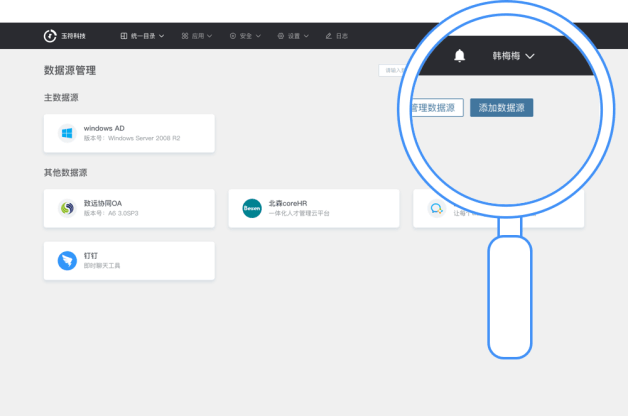 玉符科技 统一目录 应用 安全 设置 日志
韩梅梅
数据源管理
请输入
管理数据源 添加数据源
主数据源
windows AD
版本号: Windows Server 2008 R2
其他数据源
致远协同OA
版本号: A6 3.0SP3
Beisen
北森coreHR
一体化人才管理云平台
让每个
钉钉
即时聊天工具